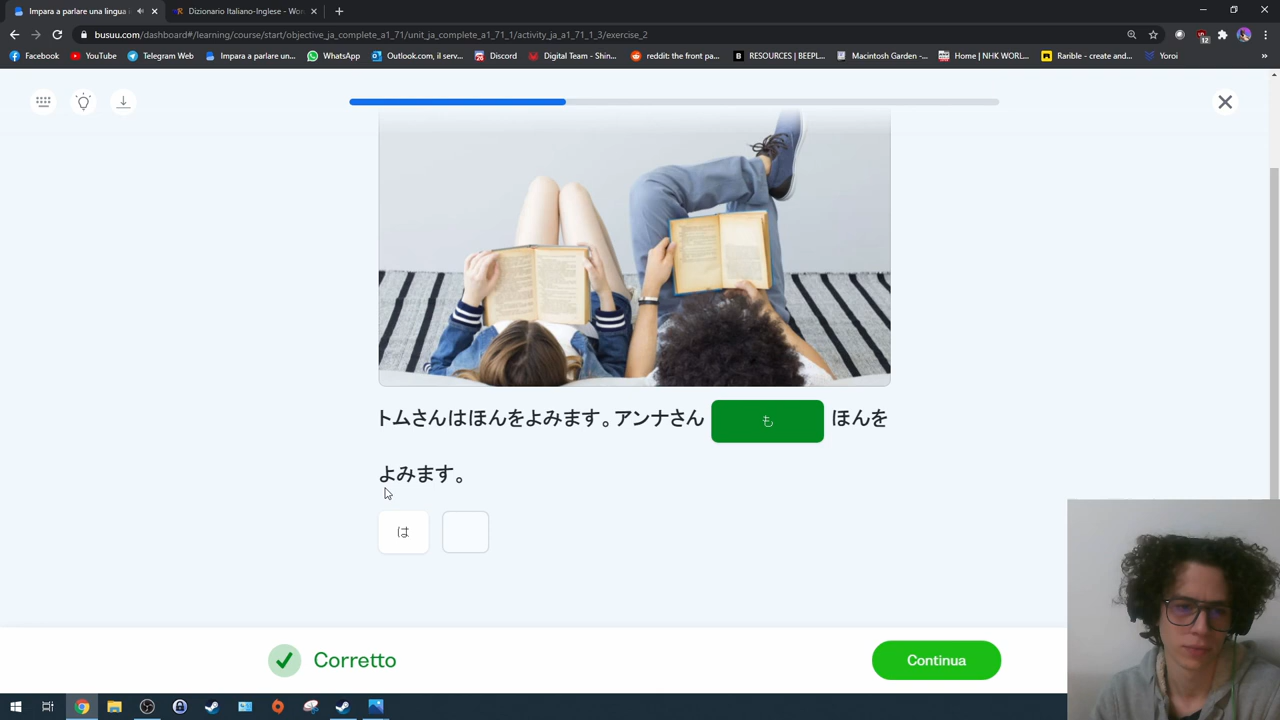 Impara a parlare una lingua
Dizionario Italiano-Inglese - Wor
busuu.com/dashboard#/learning/course/start/objective_ja_complete_a1_71/unit_ja_complete_a1_71_1/activity_ja_a1_71_1_3/exercise_2
Facebook YouTube Telegram Web Impara a parlare un... WhatsApp Outlook.com, il serv... Discord Digital Team - Shin... reddit: the front pa... RESOURCES | BEEPL... Macintosh Garden -... Home | NHK WORL... Rarible - create and... Yoroi
トムさんはほんをよみます。アンナさん も ほんを
よみます。
は
Corretto
Continua